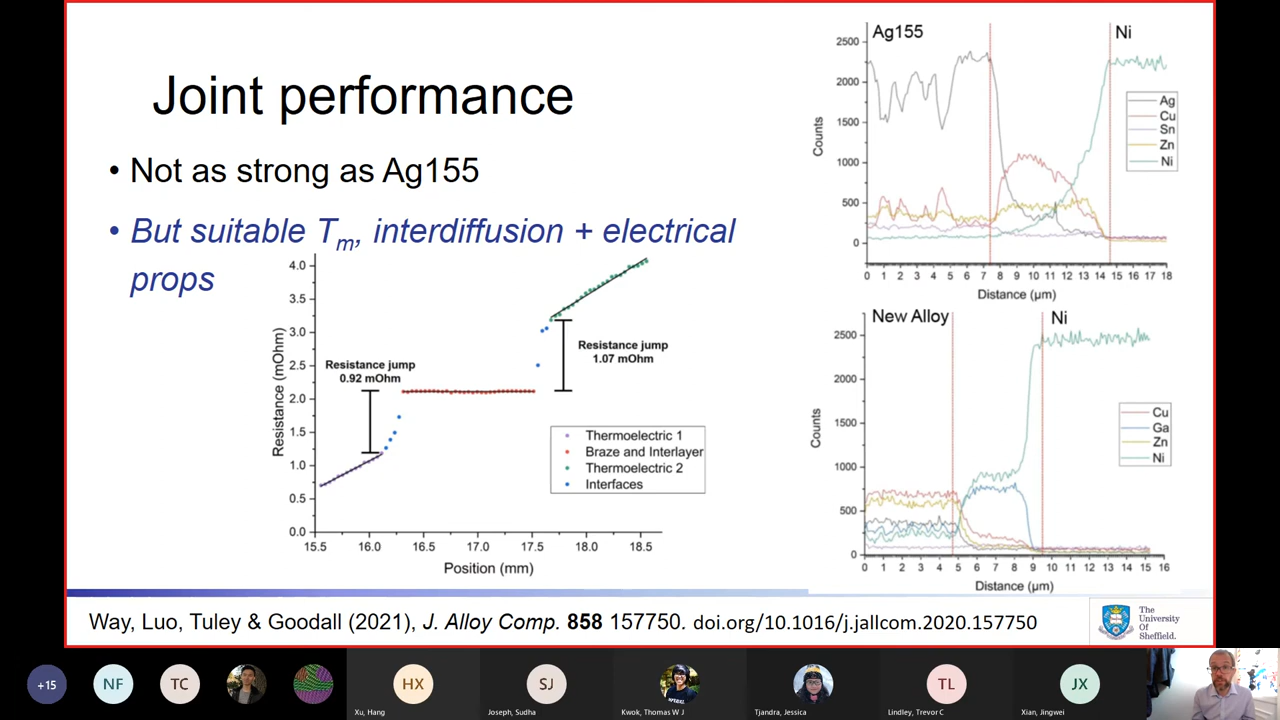 Joint performance
• Not as strong as Ag155
• But suitable Tm, interdiffusion + electrical
props
Resistance (mOhm)
4.0
3.5
3.0
2.5
2.0
1.5
1.0
0.5
0.0
15.5 16.0 16.5 17.0 17.5 18.0 18.5
Position (mm)
Resistance jump
0.92 mOhm
Resistance jump
1.07 mOhm
Thermoelectric 1
Braze and Interlayer
Thermoelectric 2
Interfaces
Ag155
Ni
Counts
2500
2000
1500
1000
500
0
Ag
Cu
Sn
Zn
Ni
0 1 2 3 4 5 6 7 8 9 10 11 12 13 14 15 16 17 18
Distance (µm)
New Alloy
Ni
Counts
2500
2000
1500
1000
500
0
Cu
Ga
Zn
Ni
0 1 2 3 4 5 6 7 8 9 10 11 12 13 14 15 16
Distance (µm)
Way, Luo, Tuley & Goodall (2021), J. Alloy Comp. 858 157750. doi.org/10.1016/j.jallcom.2020.157750
The
University
Of
Sheffield.
+15
NF
TC
HX
Xu, Hang
SJ
Joseph, Sudha
Kwok, Thomas W J
Tjandra, Jessica
TL
Lindley, Trevor C
JX
Xian, Jingwei